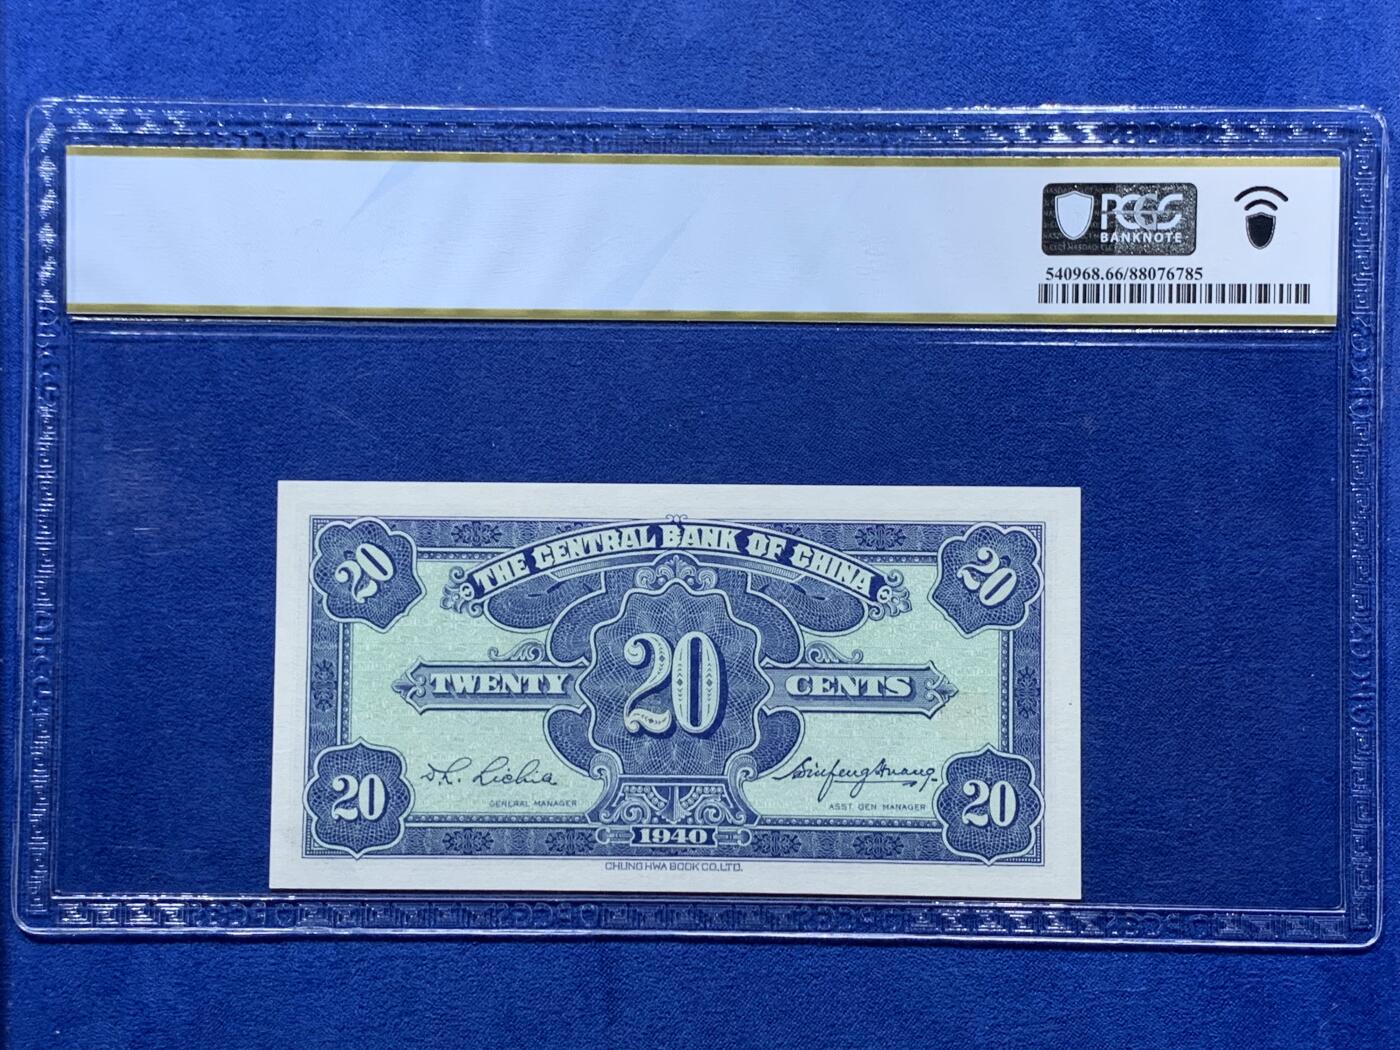 PCGS
BANKNOTE
540968.66/88076785
THE CENTRAL BANK OF CHINA
20
20
20
TWENTY
CENTS
GENERAL MANAGER
ASST. GEN. MANAGER
20
20
1940
CHUNG HWA BOOK CO., LTD.